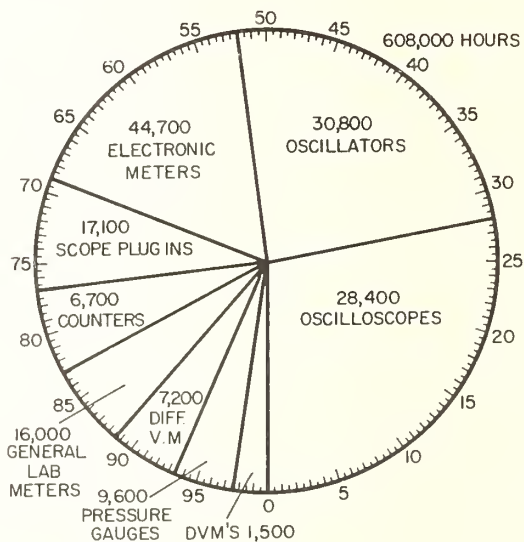 608,000 HOURS
50
45
40
35
30
25
20
15
10
5
0
95
90
85
80
75
70
65
60
55
30,800
OSCILLATORS
28,400
OSCILLOSCOPES
44,700
ELECTRONIC
METERS
17,100
SCOPE PLUG INS
6,700
COUNTERS
16,000
GENERAL
LAB
METERS
7,200
DIFF.
V.M
9,600
PRESSURE
GAUGES
DVM'S 1,500